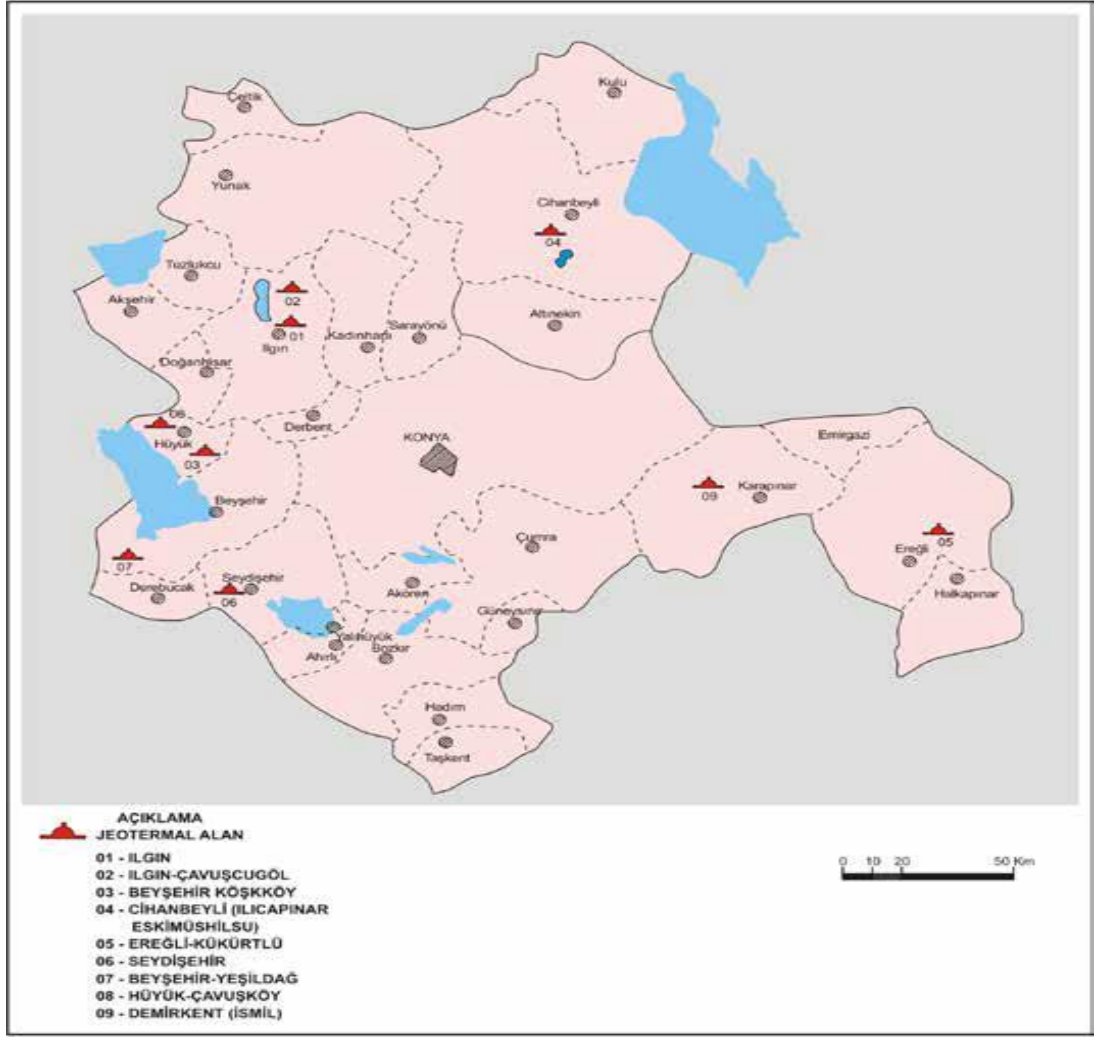 Kulu
Çeltik
Yunak
Cihanbeyli
04
Tuzlukcu
02
Akşehir
Altınekin
01
Sarayönü
Kadınhanı
Ilgın
Doğanhisar
08
Derbent
Hüyük
KONYA
Emirgazi
03
Karapınar
09
Beyşehir
Çumra
05
Ereğli
07
Seydişehir
Derebucak
06
Akören
Halkapınar
Güneysınır
Yalıhüyük
Ahırlı
Bozkır
Hadım
Taşkent
AÇIKLAMA
JEOTERMAL ALAN
01 - ILGIN
02 - ILGIN-ÇAVUŞCUGÖL
03 - BEYŞEHİR KÖŞKKÖY
04 - CİHANBEYLİ (ILICAPINAR
ESKİMÜSHİLSU)
05 - EREĞLİ-KÜKÜRTLÜ
06 - SEYDİŞEHİR
07 - BEYŞEHİR-YEŞİLDAĞ
08 - HÜYÜK-ÇAVUŞKÖY
09 - DEMİRKENT (İSMİL)
0 10 20 50 Km